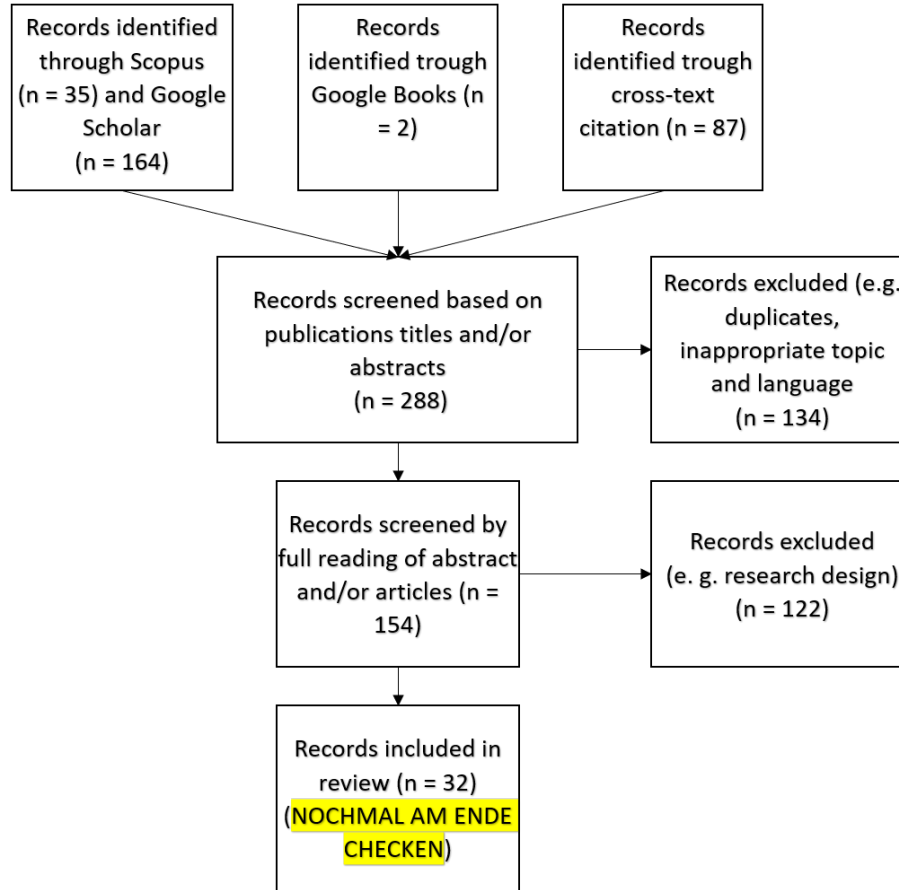 Records identified
through Scopus
(n = 35) and Google
Scholar
(n = 164)
Records
identified trough
Google Books (n
= 2)
Records
identified trough
cross-text
citation (n = 87)
Records screened based on
publications titles and/or
abstracts
(n = 288)
Records excluded (e.g.
duplicates,
inappropriate topic
and language
(n = 134)
Records screened by
full reading of abstract
and/or articles (n =
154)
Records excluded
(e. g. research design)
(n = 122)
Records included in
review (n = 32)
(NOCHMAL AM ENDE
CHECKEN)